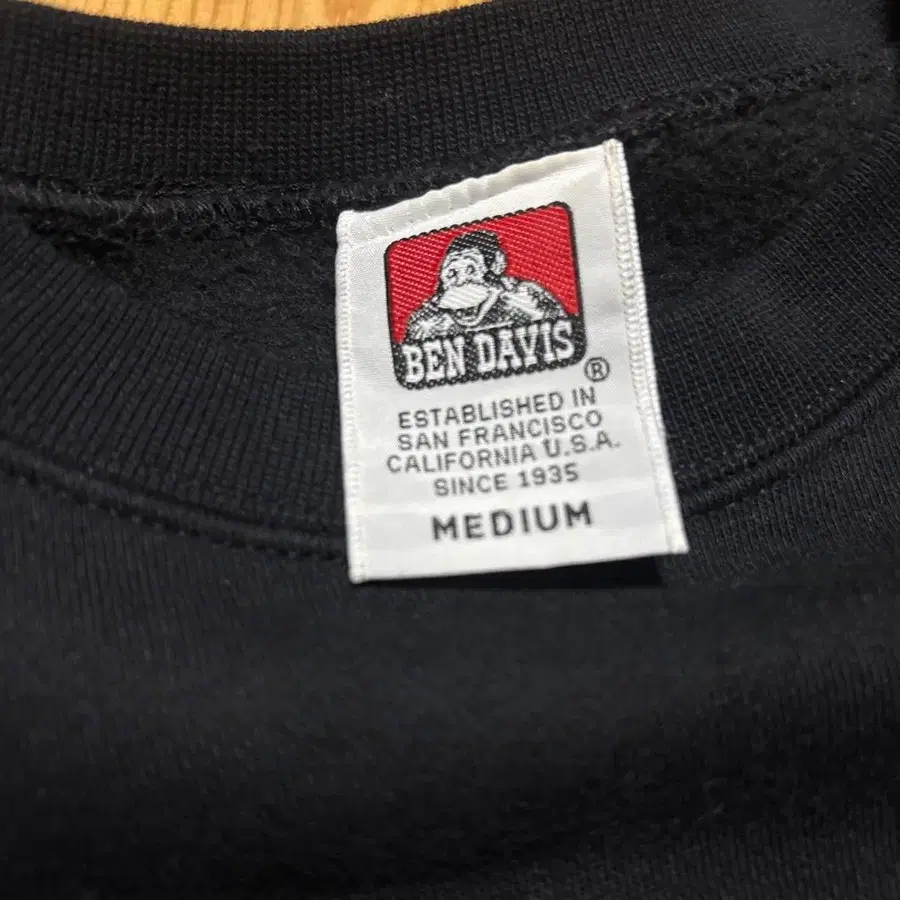 BEN DAVIS
®
ESTABLISHED IN
SAN FRANCISCO
CALIFORNIA U.S.A.
SINCE 1935
MEDIUM